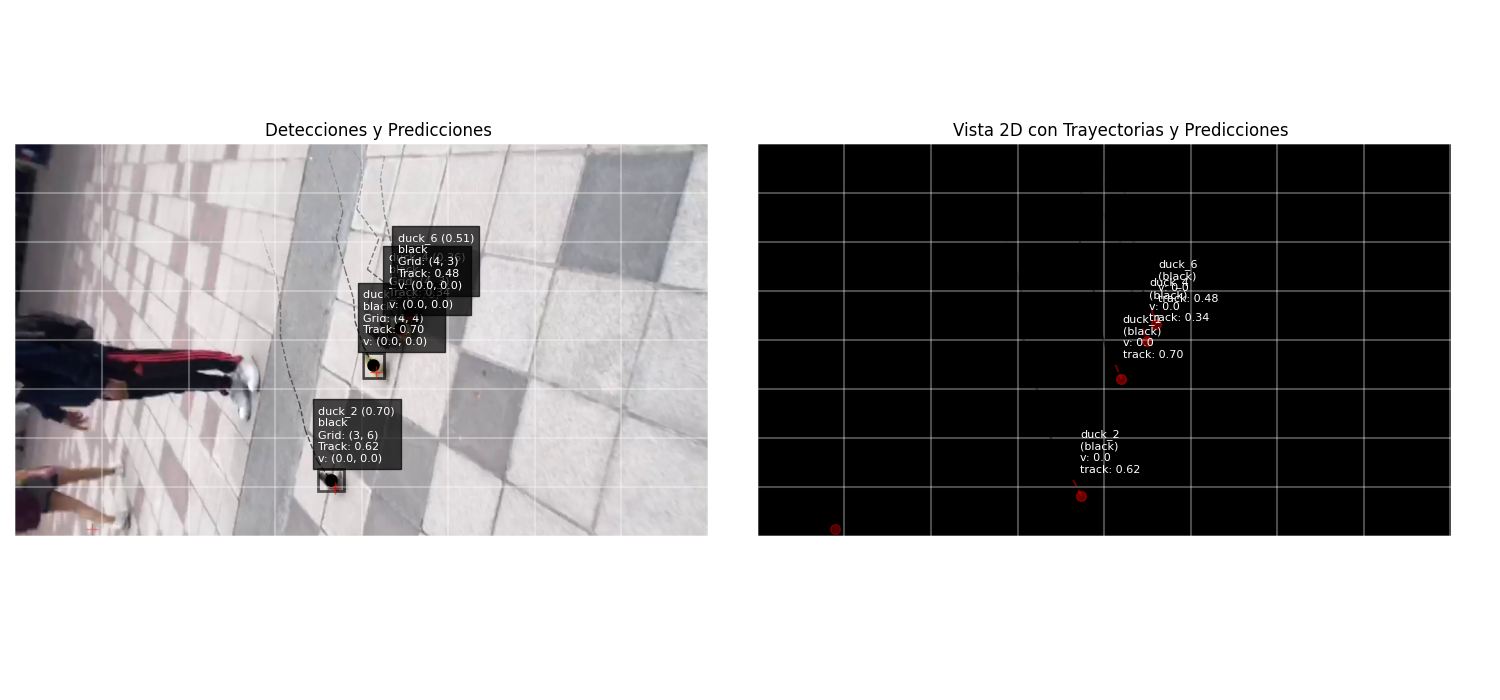 Detecciones y Predicciones
duck_6 (0.51)
black
Grid: (4, 3)
Track: 0.48
v: (0.0, 0.0)
v: (0.0, 0.0)
Grid: (4, 4)
Track: 0.70
v: (0.0, 0.0)
duck_2 (0.70)
black
Grid: (3, 6)
Track: 0.62
v: (0.0, 0.0)
Vista 2D con Trayectorias y Predicciones
duck_6
(black)
v: 0.0
track: 0.48
(black)
v: 0.0
track: 0.34
(black)
v: 0.0
track: 0.70
duck_2
(black)
v: 0.0
track: 0.62